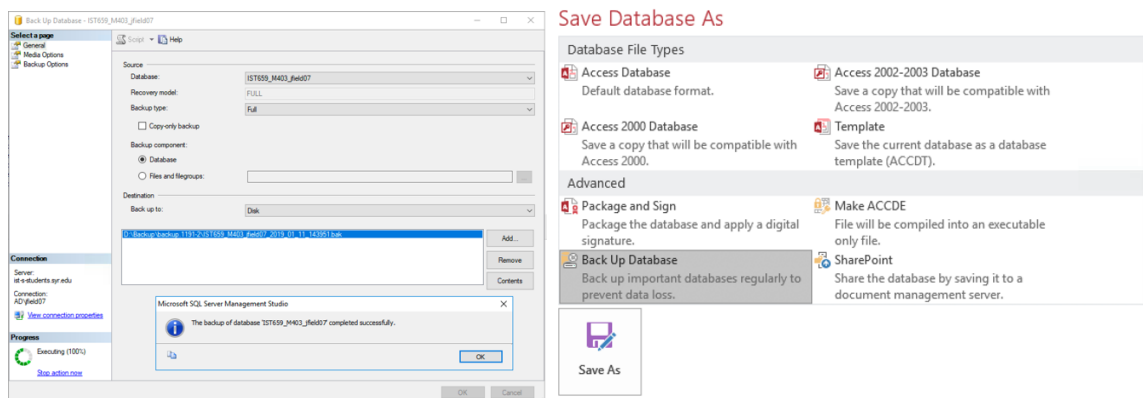 Back Up Database - IST659_M403_jfield07
Select a page
General
Media Options
Backup Options
Script
Help
Source
Database:
IST659_M403_jfield07
Recovery model:
FULL
Backup type:
Full
Copy-only backup
Backup component:
Database
Files and filegroups:
...
Destination
Back up to:
Disk
D:\Backup\backup.1191-2\IST659_M403_jfield07_2019_01_11_143951.bak
Add...
Remove
Contents
Connection
Server:
ist-s-students.syr.edu
Connection:
AD\jfield07
View connection properties
Progress
Executing (100%)
Stop action now
Microsoft SQL Server Management Studio
The backup of database 'IST659_M403_jfield07' completed successfully.
OK
OK
Cancel
Save Database As
Database File Types
Access Database
Default database format.
Access 2002-2003 Database
Save a copy that will be compatible with
Access 2002-2003.
Access 2000 Database
Save a copy that will be compatible with
Access 2000.
Template
Save the current database as a database
template (ACCDT).
Advanced
Package and Sign
Package the database and apply a digital
signature.
Make ACCDE
File will be compiled into an executable
only file.
Back Up Database
Back up important databases regularly to
prevent data loss.
SharePoint
Share the database by saving it to a
document management server.
Save As